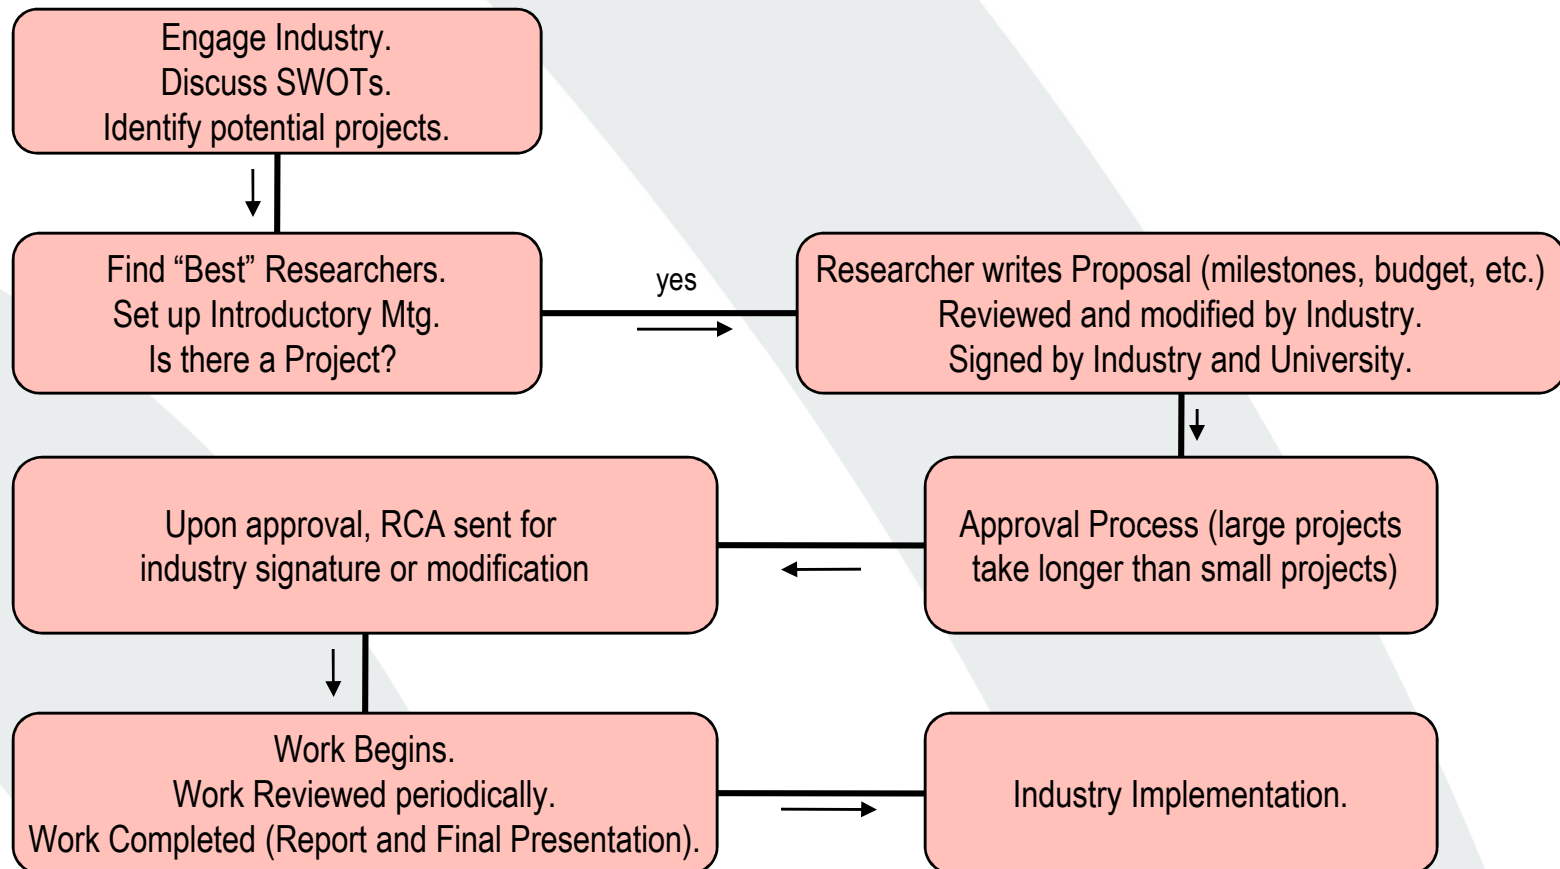 Engage Industry.
Discuss SWOTs.
Identify potential projects.
Find “Best” Researchers.
Set up Introductory Mtg.
Is there a Project?
yes
Researcher writes Proposal (milestones, budget, etc.)
Reviewed and modified by Industry.
Signed by Industry and University.
Approval Process (large projects
take longer than small projects)
Upon approval, RCA sent for
industry signature or modification
Work Begins.
Work Reviewed periodically.
Work Completed (Report and Final Presentation).
Industry Implementation.